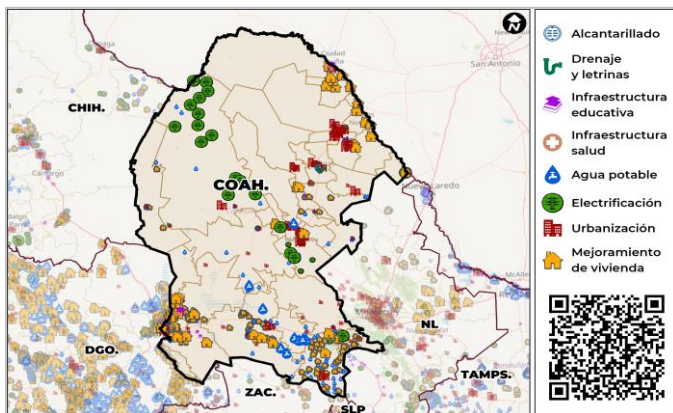 San Antonio
CHIH.
COAH.
Nuevo Laredo
NL
DGO.
ZAC.
SLP
TAMPS.
Alcantarillado
Drenaje
y letrinas
Infraestructura
educativa
Infraestructura
salud
Agua potable
Electrificación
Urbanización
Mejoramiento
de vivienda